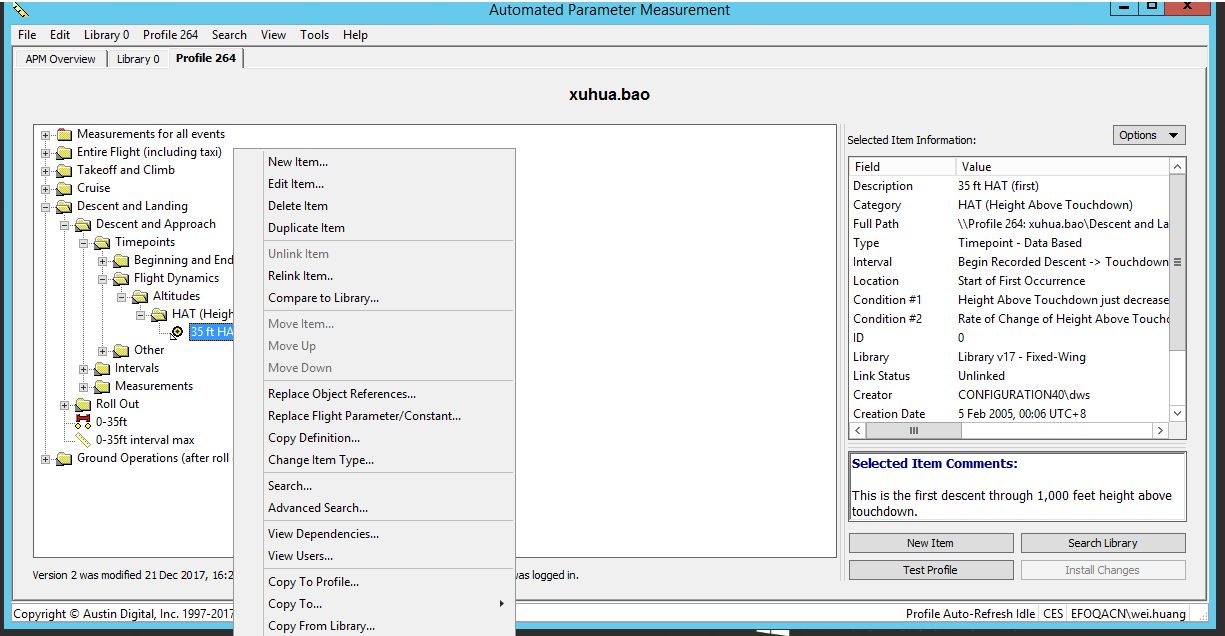 Automated Parameter Measurement
File Edit Library 0 Profile 264 Search View Tools Help
APM Overview Library 0 Profile 264
xuhua.bao
Measurements for all events
Entire Flight (including taxi)
Takeoff and Climb
Cruise
Descent and Landing
Descent and Approach
Timepoints
Beginning and End
Flight Dynamics
Altitudes
HAT (Heigh
35 ft HA
Other
Intervals
Measurements
Roll Out
0-35ft
0-35ft interval max
Ground Operations (after roll
New Item...
Edit Item...
Delete Item
Duplicate Item
Unlink Item
Relink Item..
Compare to Library...
Move Item...
Move Up
Move Down
Replace Object References...
Replace Flight Parameter/Constant...
Copy Definition...
Change Item Type...
Search...
Advanced Search...
View Dependencies...
View Users...
Copy To Profile...
Copy To...
Copy From Library...
Selected Item Information:
Options
Field Value
Description 35 ft HAT (first)
Category HAT (Height Above Touchdown)
Full Path \\Profile 264: xuhua.bao\Descent and La
Type Timepoint - Data Based
Interval Begin Recorded Descent -> Touchdown
Location Start of First Occurrence
Condition #1 Height Above Touchdown just decrease
Condition #2 Rate of Change of Height Above Touch
ID 0
Library Library v17 - Fixed-Wing
Link Status Unlinked
Creator CONFIGURATION40\dws
Creation Date 5 Feb 2005, 00:06 UTC+8
Selected Item Comments:
This is the first descent through 1,000 feet height above
touchdown.
New Item Search Library
Test Profile Install Changes
Version 2 was modified 21 Dec 2017, 16:2 was logged in.
Copyright © Austin Digital, Inc. 1997-2017 Profile Auto-Refresh Idle CES EFOQACN\wei.huang